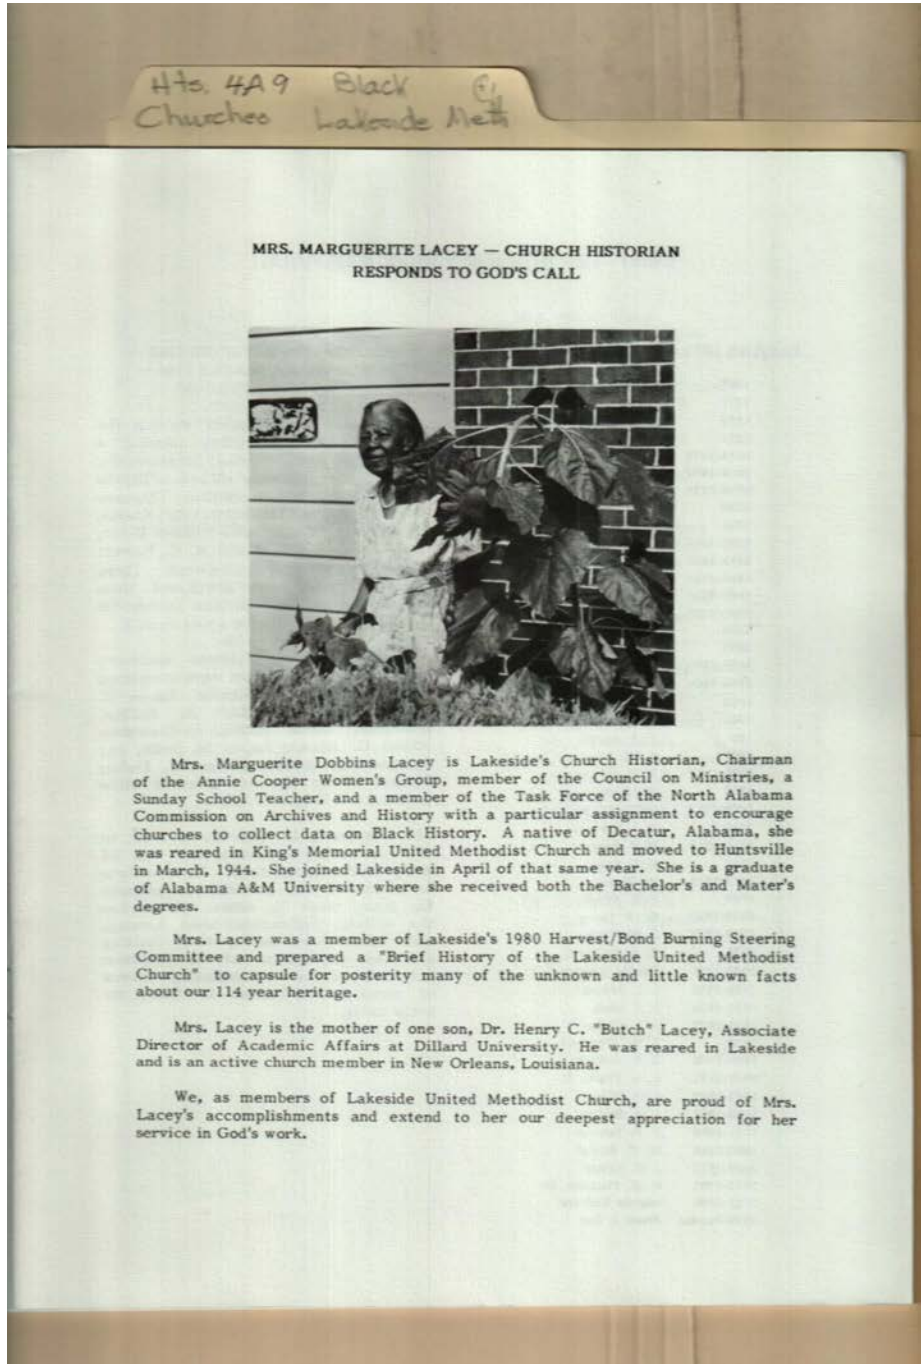 Hts. 4A9 Black
Churches Lakeside Meth
MRS. MARGUERITE LACEY — CHURCH HISTORIAN
RESPONDS TO GOD'S CALL
Mrs. Marguerite Dobbins Lacey is Lakeside's Church Historian, Chairman
of the Annie Cooper Women's Group, member of the Council on Ministries, a
Sunday School Teacher, and a member of the Task Force of the North Alabama
Commission on Archives and History with a particular assignment to encourage
churches to collect data on Black History. A native of Decatur, Alabama, she
was reared in King's Memorial United Methodist Church and moved to Huntsville
in March, 1944. She joined Lakeside in April of that same year. She is a graduate
of Alabama A&M University where she received both the Bachelor's and Mater's
degrees.
Mrs. Lacey was a member of Lakeside's 1980 Harvest/Bond Burning Steering
Committee and prepared a "Brief History of the Lakeside United Methodist
Church" to capsule for posterity many of the unknown and little known facts
about our 114 year heritage.
Mrs. Lacey is the mother of one son, Dr. Henry C. "Butch" Lacey, Associate
Director of Academic Affairs at Dillard University. He was reared in Lakeside
and is an active church member in New Orleans, Louisiana.
We, as members of Lakeside United Methodist Church, are proud of Mrs.
Lacey's accomplishments and extend to her our deepest appreciation for her
service in God's work.